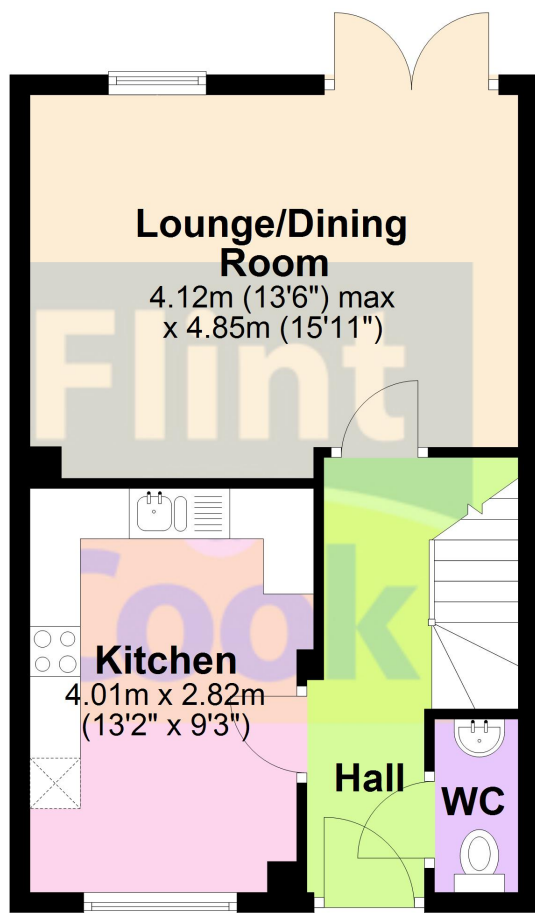 Lounge/Dining
Room
4.12m (13'6") max
x 4.85m (15'11")
Flint
Cook
Kitchen
4.01m x 2.82m
(13'2" x 9'3")
Hall
WC